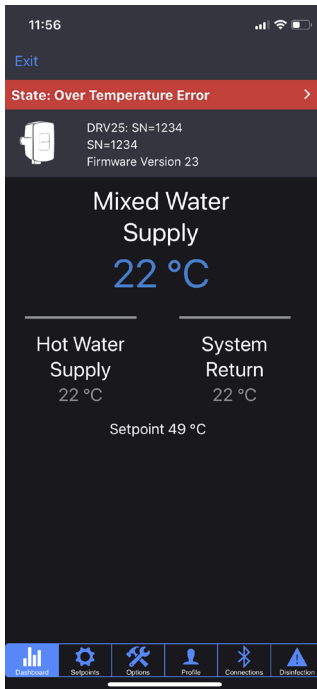 11:56
Exit
State: Over Temperature Error
DRV25: SN=1234
SN=1234
Firmware Version 23
Mixed Water
Supply
22 °C
Hot Water
Supply
22 °C
System
Return
22 °C
Setpoint 49 °C
Dashboard
Setpoints
Options
Profile
Connections
Disinfection